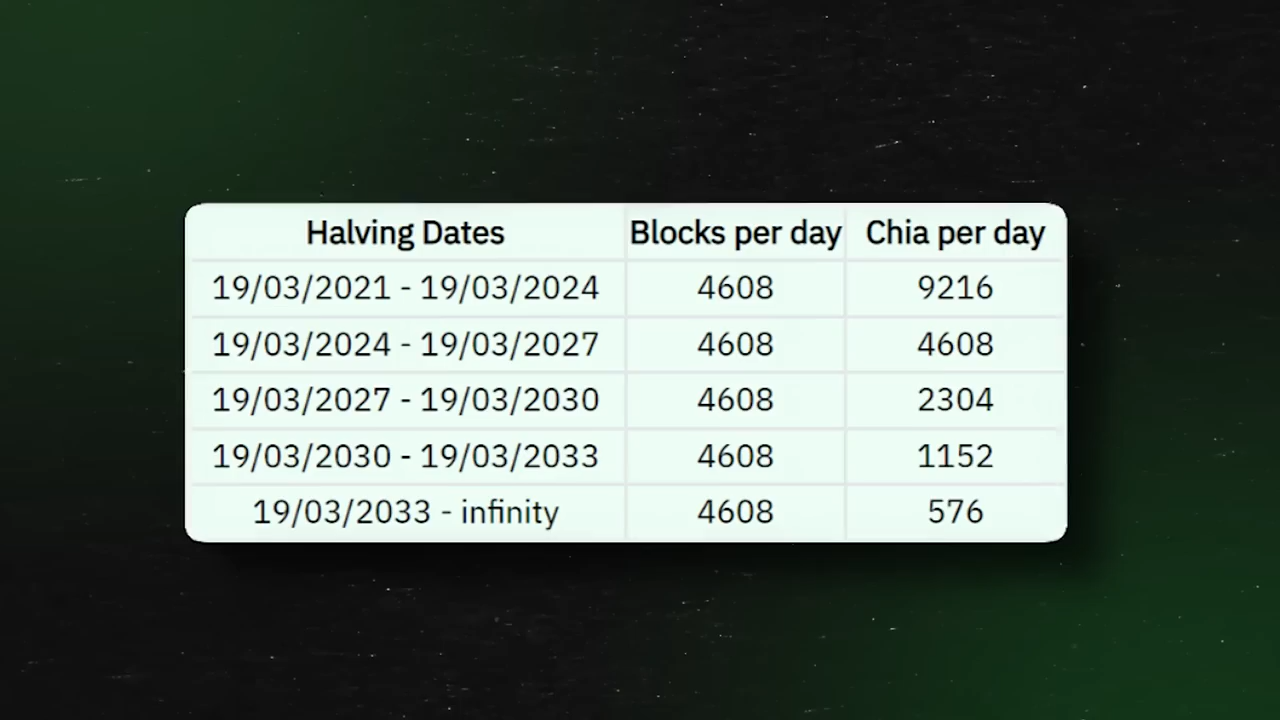 Halving Dates Blocks per day Chia per day
19/03/2021 - 19/03/2024 4608 9216
19/03/2024 - 19/03/2027 4608 4608
19/03/2027 - 19/03/2030 4608 2304
19/03/2030 - 19/03/2033 4608 1152
19/03/2033 - infinity 4608 576